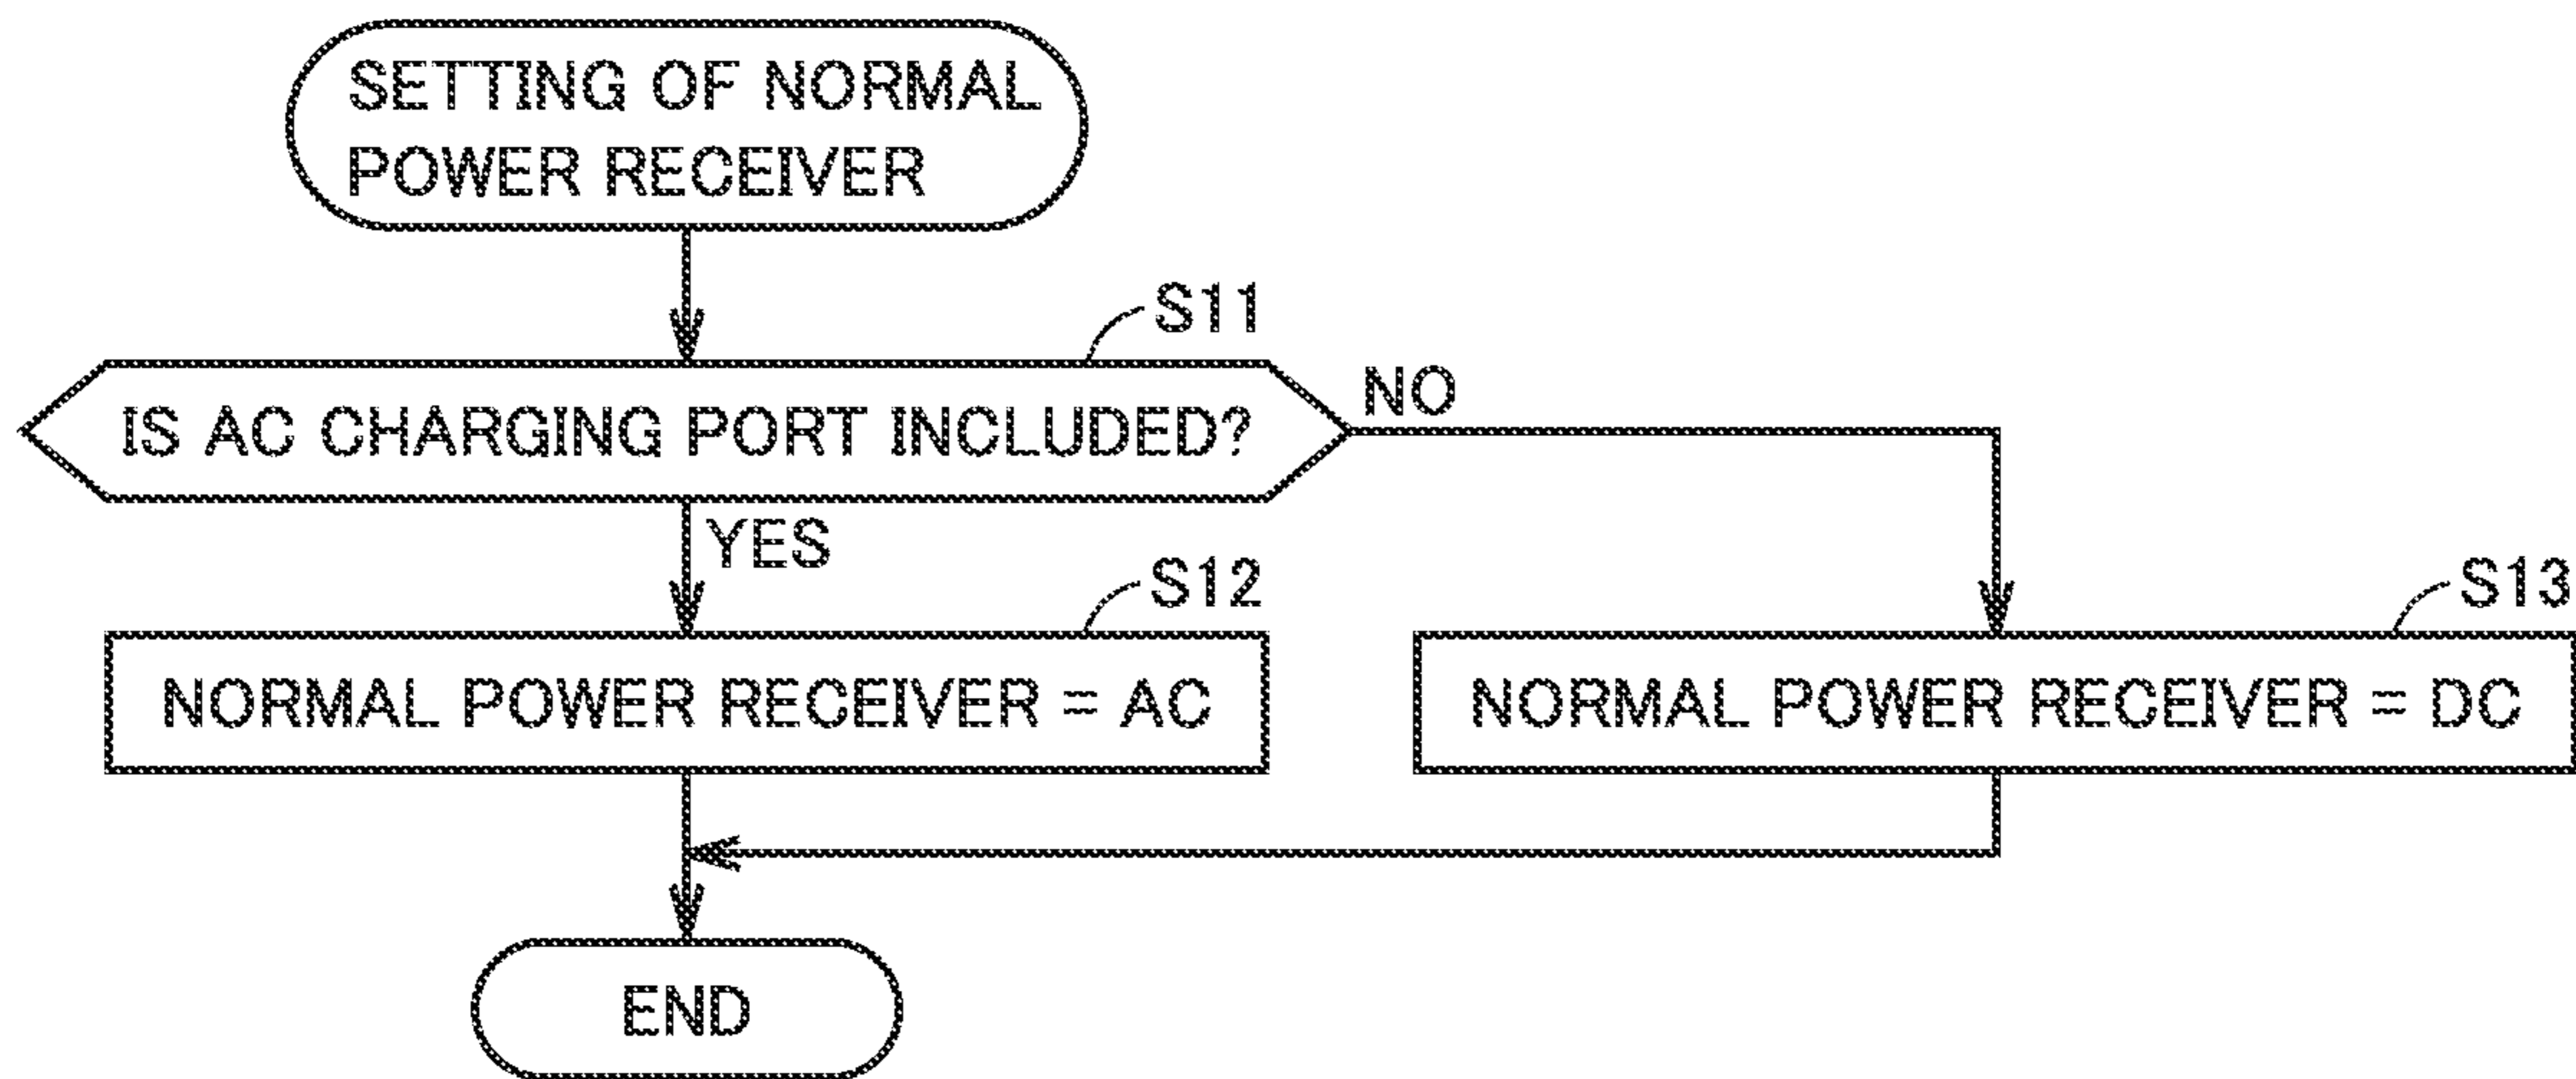 SETTING OF NORMAL
POWER RECEIVER
S11
IS AC CHARGING PORT INCLUDED?
NO
YES
S12
NORMAL POWER RECEIVER = AC
S13
NORMAL POWER RECEIVER = DC
END